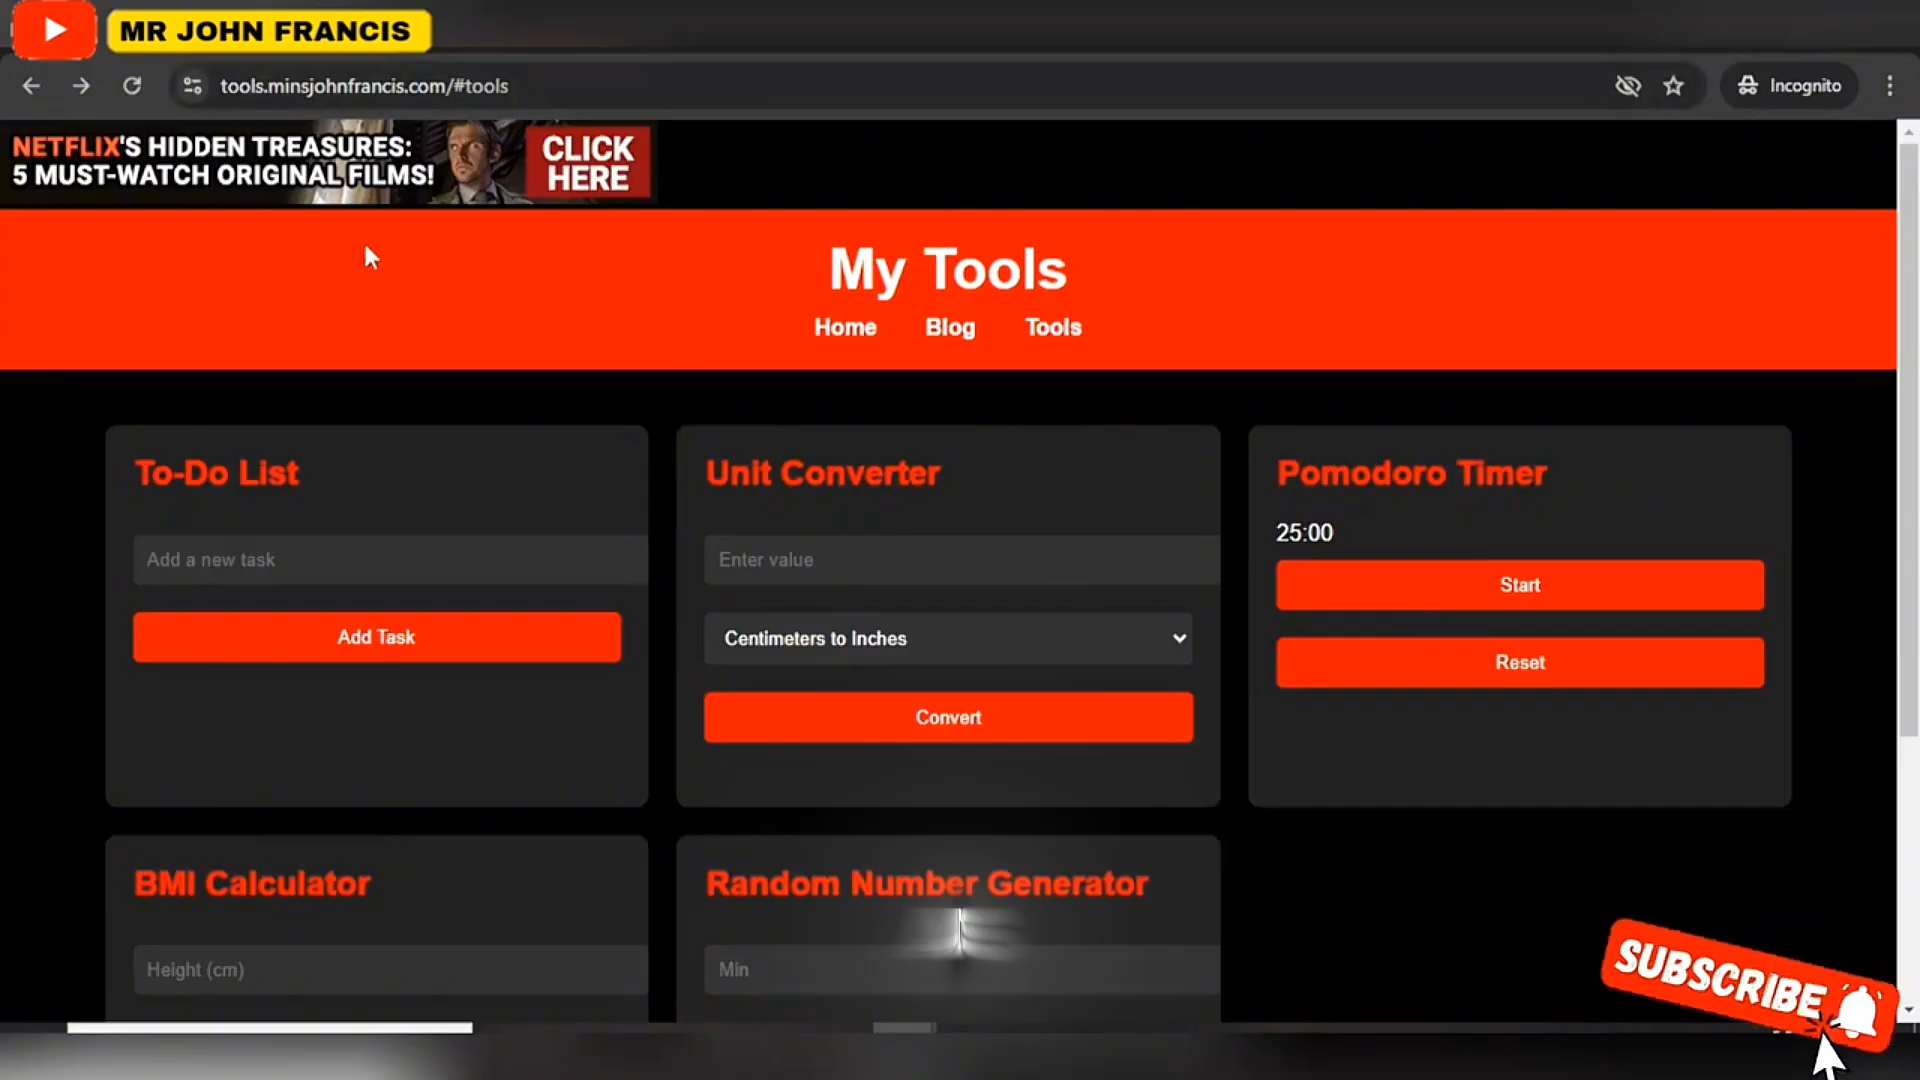 MR JOHN FRANCIS
tools.minsjohnfrancis.com/#tools
Incognito
NETFLIX'S HIDDEN TREASURES:
5 MUST-WATCH ORIGINAL FILMS!
CLICK
HERE
My Tools
Home Blog Tools
To-Do List
Add a new task
Add Task
Unit Converter
Enter value
Centimeters to Inches
Convert
Pomodoro Timer
25:00
Start
Reset
BMI Calculator
Height (cm)
Random Number Generator
Min
SUBSCRIBE